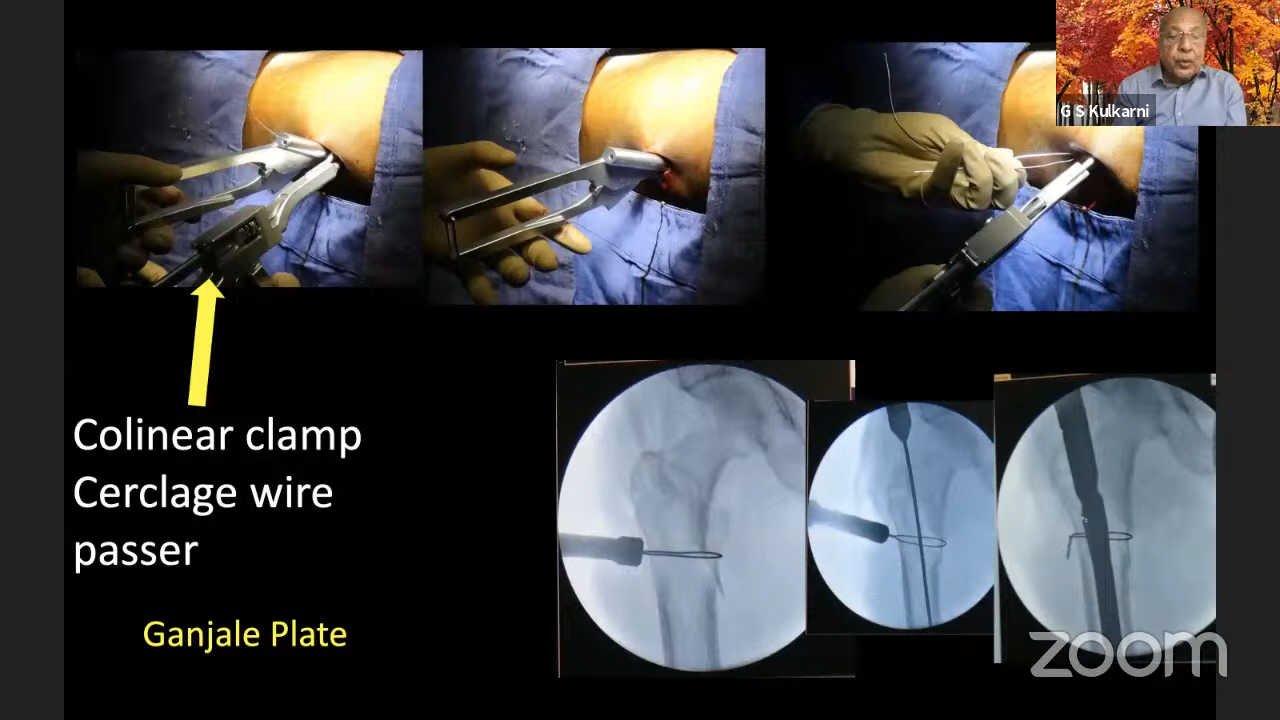 G S Kulkarni
Colinear clamp
Cerclage wire
passer
Ganjale Plate
zoom